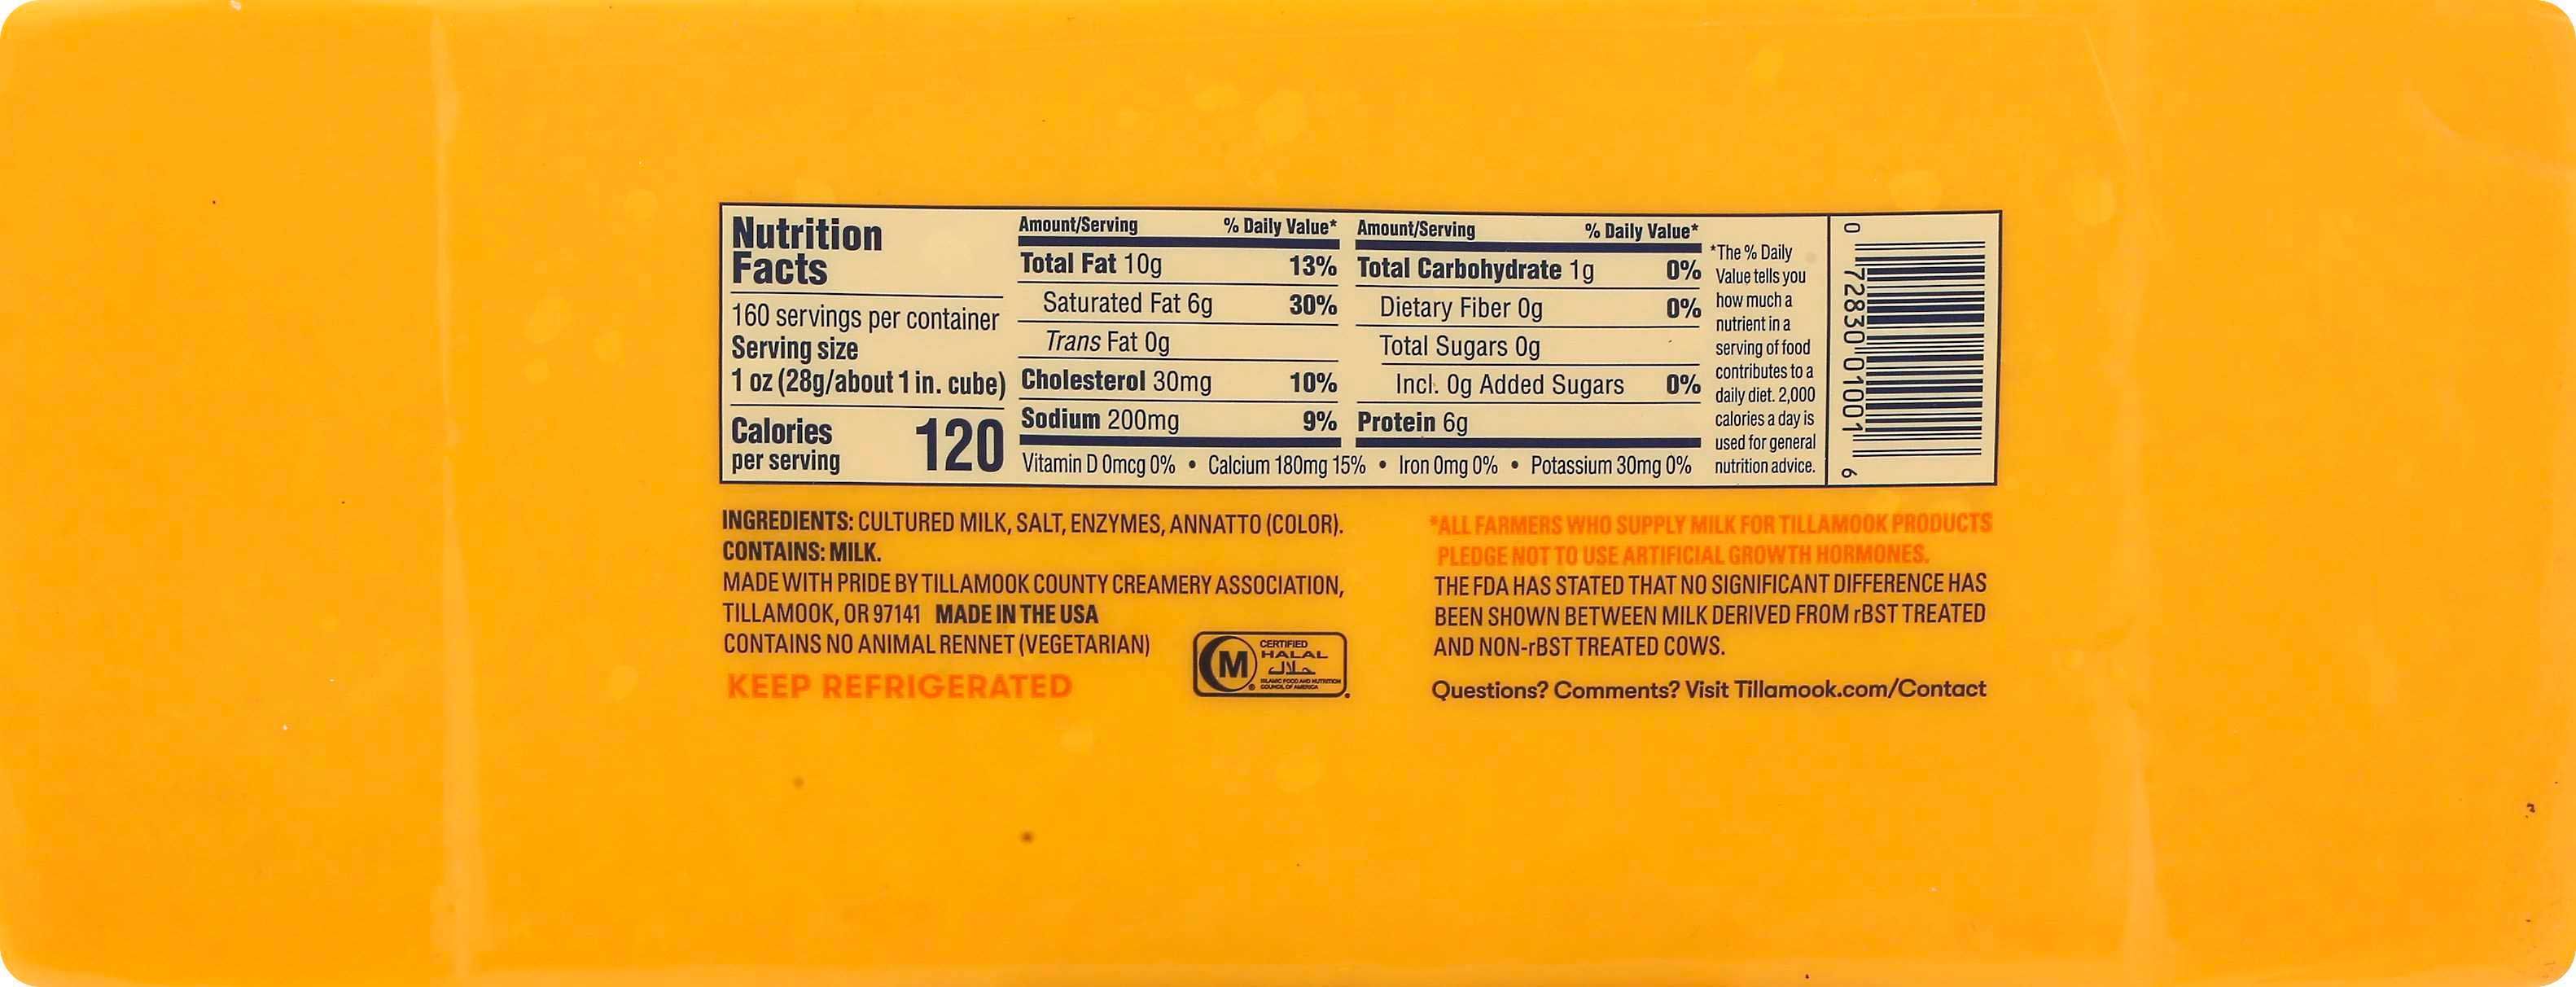 Nutrition
Facts
160 servings per container
Serving size
1 oz (28g/about 1 in. cube)
Calories
per serving
120
Amount/Serving % Daily Value*
Total Fat 10g 13%
Saturated Fat 6g 30%
Trans Fat 0g
Cholesterol 30mg 10%
Sodium 200mg 9%
Amount/Serving % Daily Value*
Total Carbohydrate 1g 0%
Dietary Fiber 0g 0%
Total Sugars 0g
Incl. 0g Added Sugars 0%
Protein 6g
Vitamin D 0mcg 0% • Calcium 180mg 15% • Iron 0mg 0% • Potassium 30mg 0%
*The % Daily
Value tells you
how much a
nutrient in a
serving of food
contributes to a
daily diet. 2,000
calories a day is
used for general
nutrition advice.
0 72830 01001 6
INGREDIENTS: CULTURED MILK, SALT, ENZYMES, ANNATTO (COLOR).
CONTAINS: MILK.
MADE WITH PRIDE BY TILLAMOOK COUNTY CREAMERY ASSOCIATION,
TILLAMOOK, OR 97141 MADE IN THE USA
CONTAINS NO ANIMAL RENNET (VEGETARIAN)
KEEP REFRIGERATED
M
CERTIFIED
HALAL
حلال
ISLAMIC FOOD AND NUTRITION
® COUNCIL OF AMERICA
*ALL FARMERS WHO SUPPLY MILK FOR TILLAMOOK PRODUCTS
PLEDGE NOT TO USE ARTIFICIAL GROWTH HORMONES.
THE FDA HAS STATED THAT NO SIGNIFICANT DIFFERENCE HAS
BEEN SHOWN BETWEEN MILK DERIVED FROM rBST TREATED
AND NON-rBST TREATED COWS.
Questions? Comments? Visit Tillamook.com/Contact